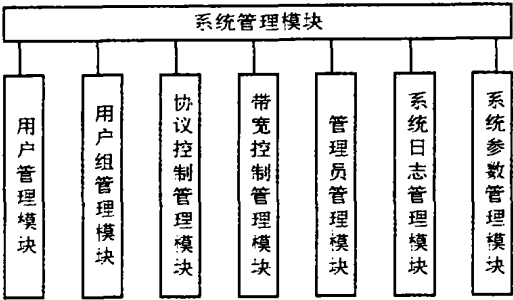 系统管理模块
用户管理模块
用户组管理模块
协议控制管理模块
带宽控制管理模块
管理员管理模块
系统日志管理模块
系统参数管理模块